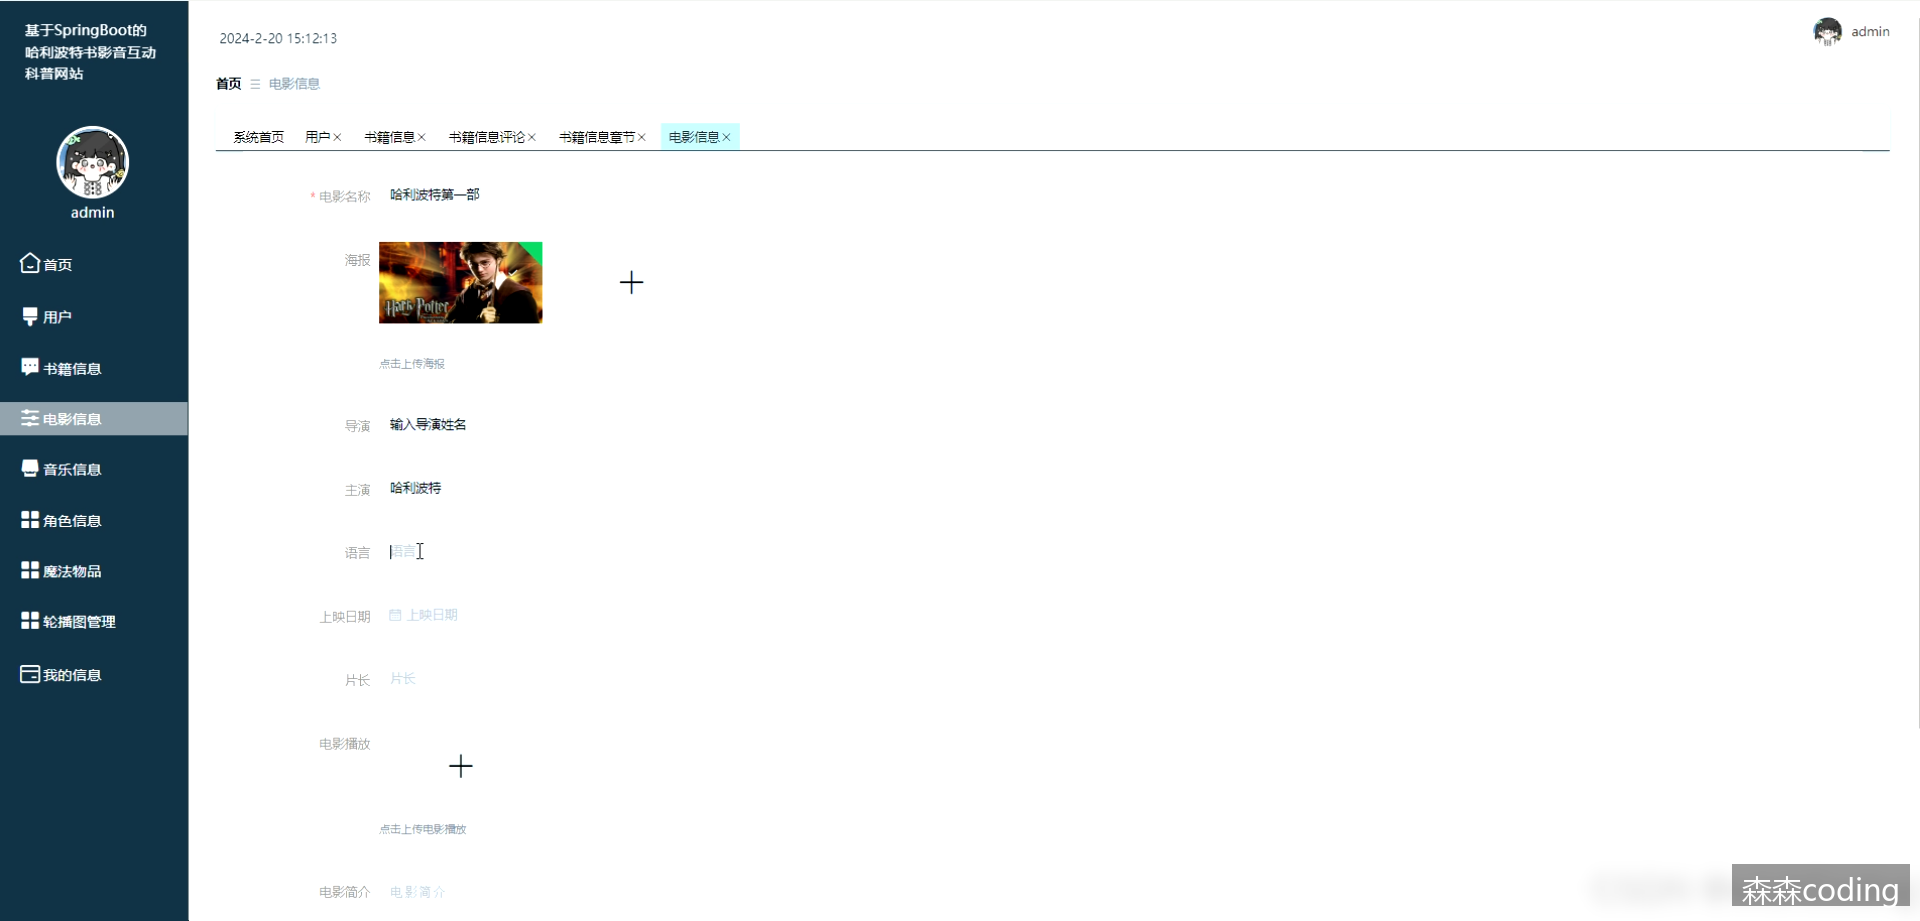 基于SpringBoot的
哈利波特书影音互动
科普网站
admin
首页
用户
书籍信息
电影信息
音乐信息
角色信息
魔法物品
轮播图管理
我的信息
2024-2-20 15:12:13
admin
首页 电影信息
系统首页 用户 书籍信息 书籍信息评论 书籍信息章节 电影信息
* 电影名称 哈利波特第一部
海报
Harry Potter
点击上传海报
导演 输入导演姓名
主演 哈利波特
语言 语言
上映日期 上映日期
片长 片长
电影播放
点击上传电影播放
电影简介 电影简介
森森coding